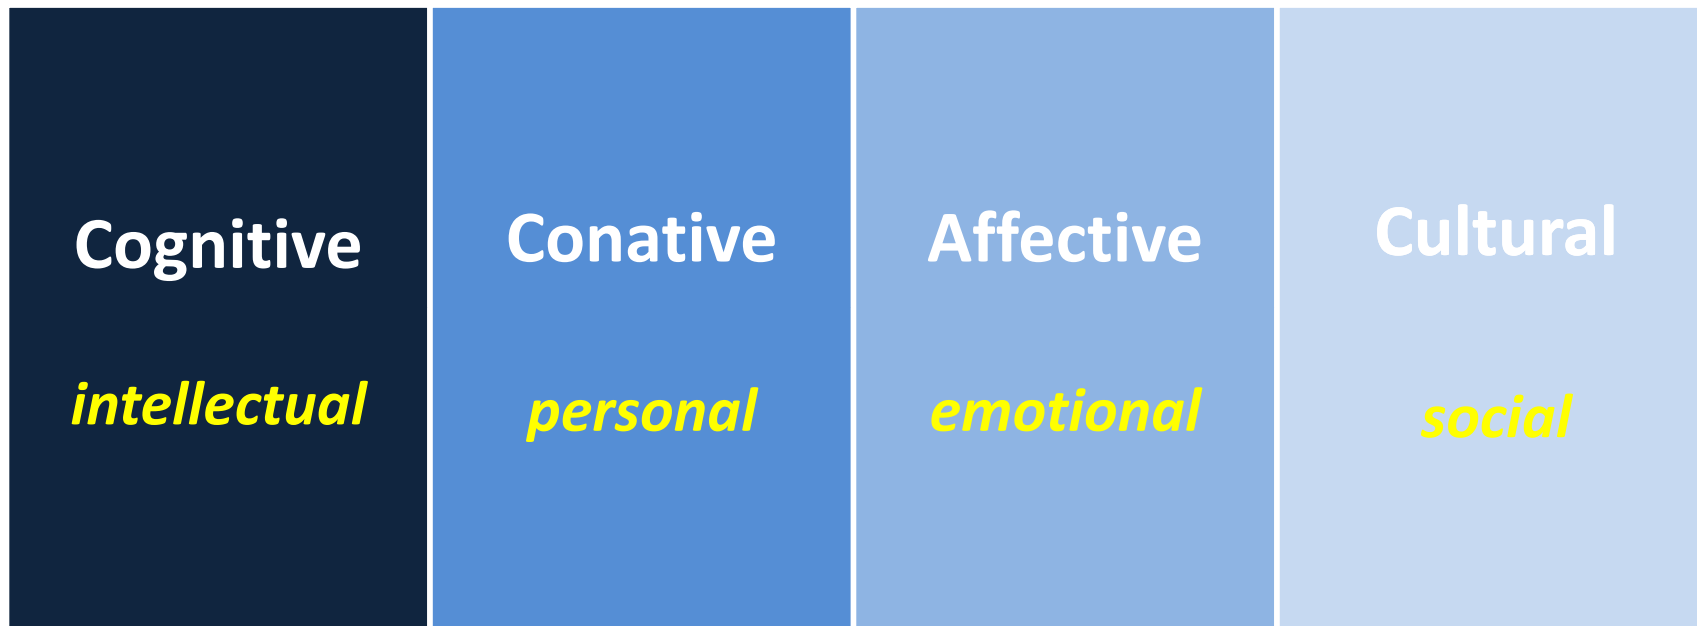 Cognitive
intellectual
Conative
personal
Affective
emotional
Cultural
social